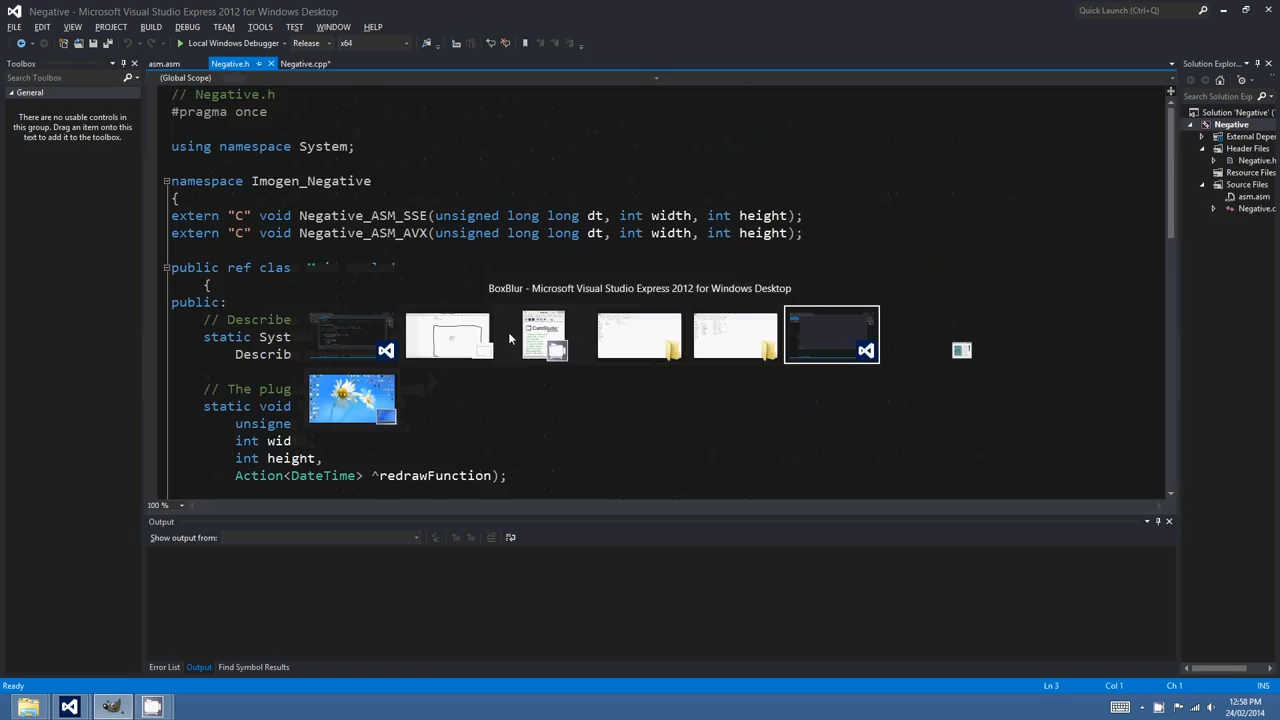 Negative - Microsoft Visual Studio Express 2012 for Windows Desktop
Quick Launch (Ctrl+Q)
FILE EDIT VIEW PROJECT BUILD DEBUG TEAM TOOLS TEST WINDOW HELP
Local Windows Debugger Release x64
Toolbox
asm.asm Negative.h Negative.cpp*
Solution Explor...
Search Toolbox
(Global Scope)
General
There are no usable controls in
this group. Drag an item onto this
text to add it to the toolbox.
Search Solution Exp
Solution 'Negative' (
Negative
External Deper
Header Files
Negative.h
Resource Files
Source Files
asm.asm
Negative.c
// Negative.h
#pragma once
using namespace System;
namespace Imogen_Negative
{
extern "C" void Negative_ASM_SSE(unsigned long long dt, int width, int height);
extern "C" void Negative_ASM_AVX(unsigned long long dt, int width, int height);
public ref clas
{
public:
BoxBlur - Microsoft Visual Studio Express 2012 for Windows Desktop
// Describe
static Syst
Describ
CamStudio
// The plug
static void
unsigne
int wid
int height,
Action<DateTime> ^redrawFunction);
100 %
Output
Show output from:
Error List Output Find Symbol Results
Ready
Ln 3 Col 1 Ch 1 INS
12:58 PM
24/02/2014